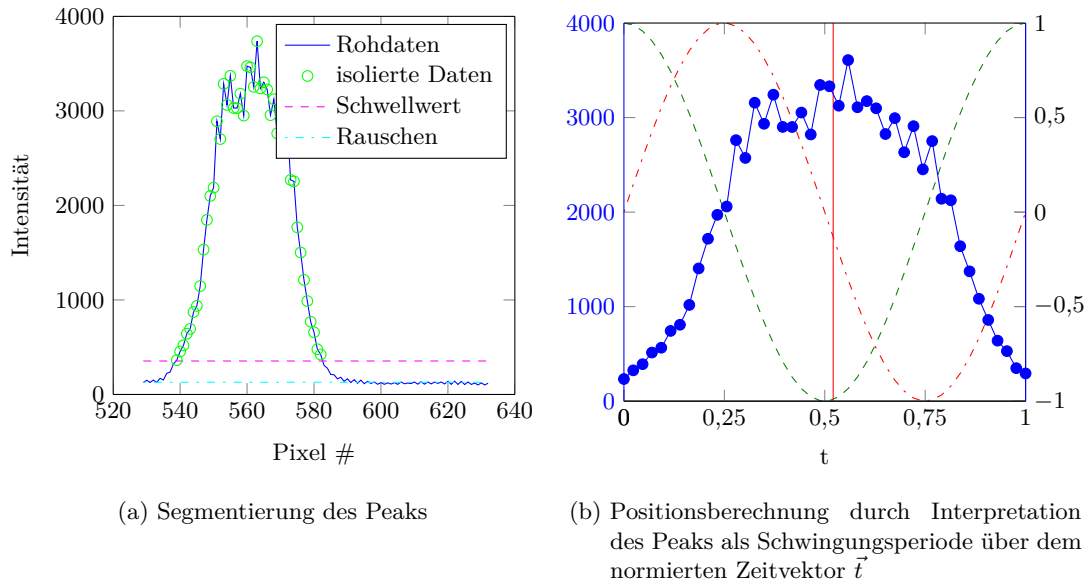 4000
3000
2000
1000
0
520
540
560
580
600
620
640
Intensität
Pixel #
Rohdaten
isolierte Daten
Schwellwert
Rauschen
(a) Segmentierung des Peaks
4000
3000
2000
1000
0
1
0,5
0
−0,5
−1
0
0,25
0,5
0,75
1
t
(b) Positionsberechnung durch Interpretation
des Peaks als Schwingungsperiode über dem
normierten Zeitvektor t⃗